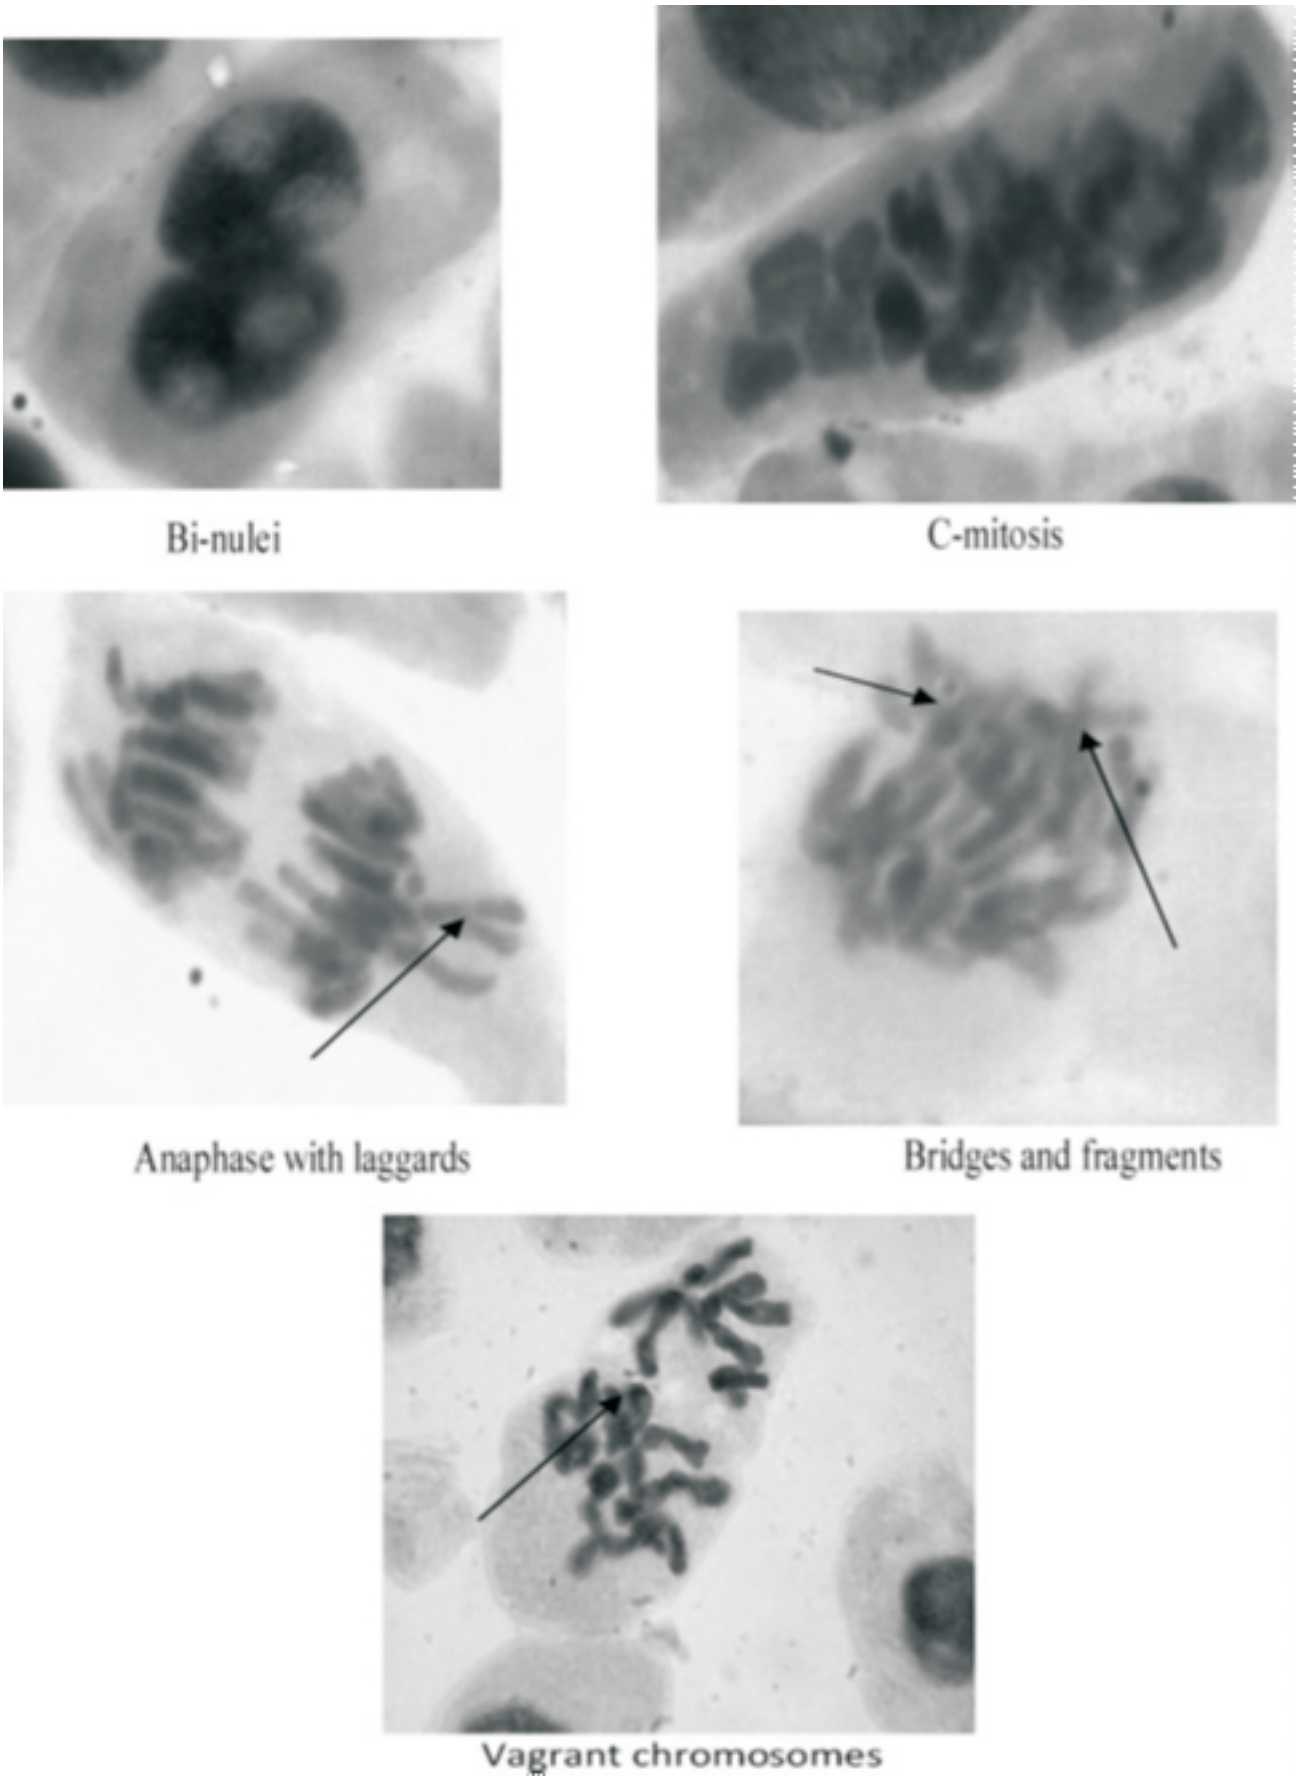 Bi-nulei
C-mitosis
Anaphase with laggards
Bridges and fragments
Vagrant chromosomes